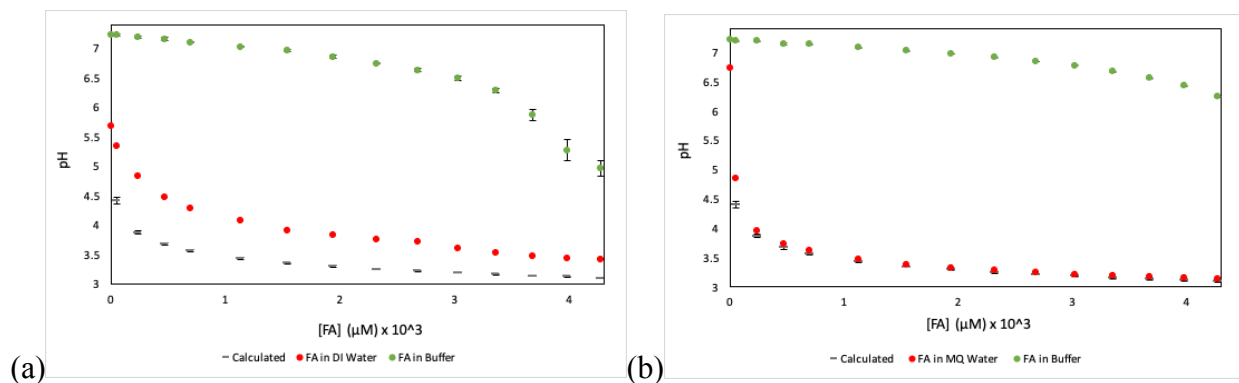 7
6.5
6
5.5
5
4.5
4
3.5
3
pH
0 1 2 3 4
[FA] (µM) x 10^3
Calculated FA in DI Water FA in Buffer
(a)
7
6.5
6
5.5
5
4.5
4
3.5
3
pH
0 1 2 3 4
[FA] (µM) x 10^3
Calculated FA in MQ Water FA in Buffer
(b)